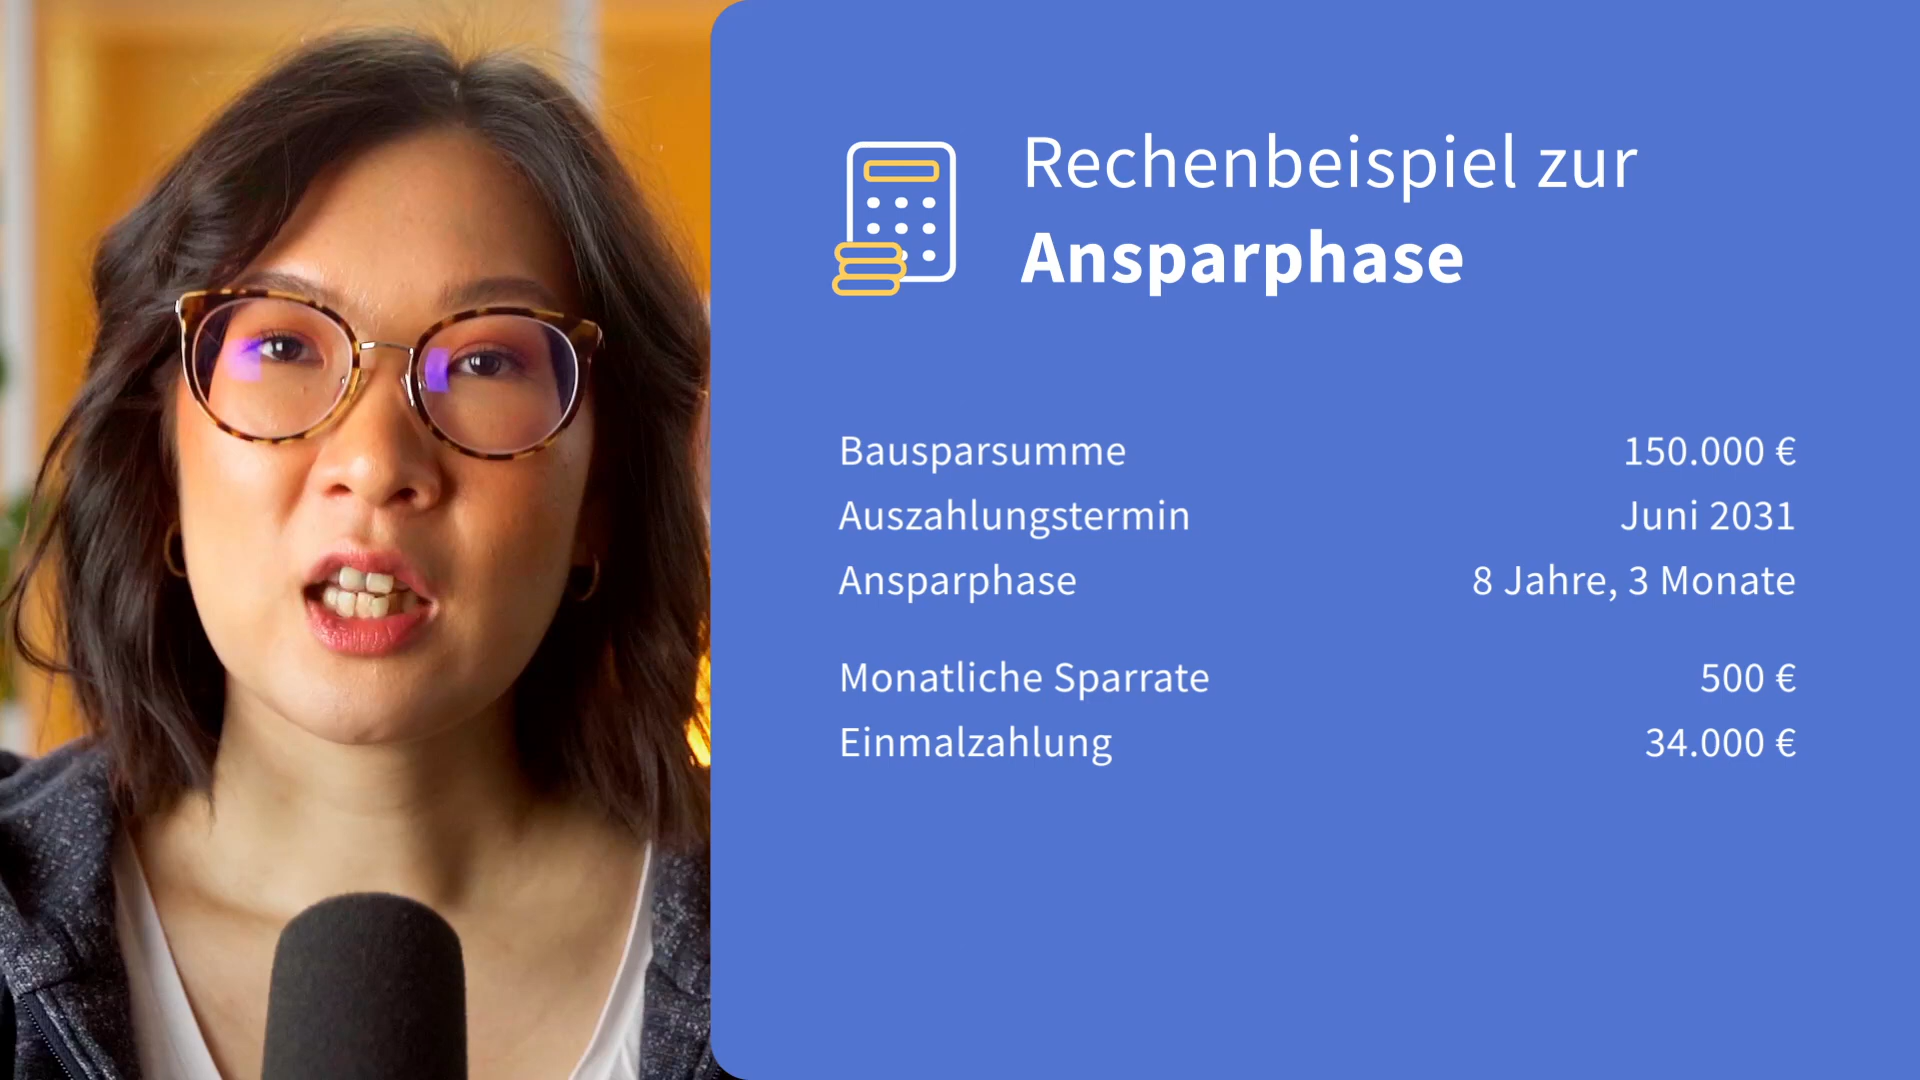 Rechenbeispiel zur
Ansparphase
Bausparsumme 150.000 €
Auszahlungstermin Juni 2031
Ansparphase 8 Jahre, 3 Monate
Monatliche Sparrate 500 €
Einmalzahlung 34.000 €